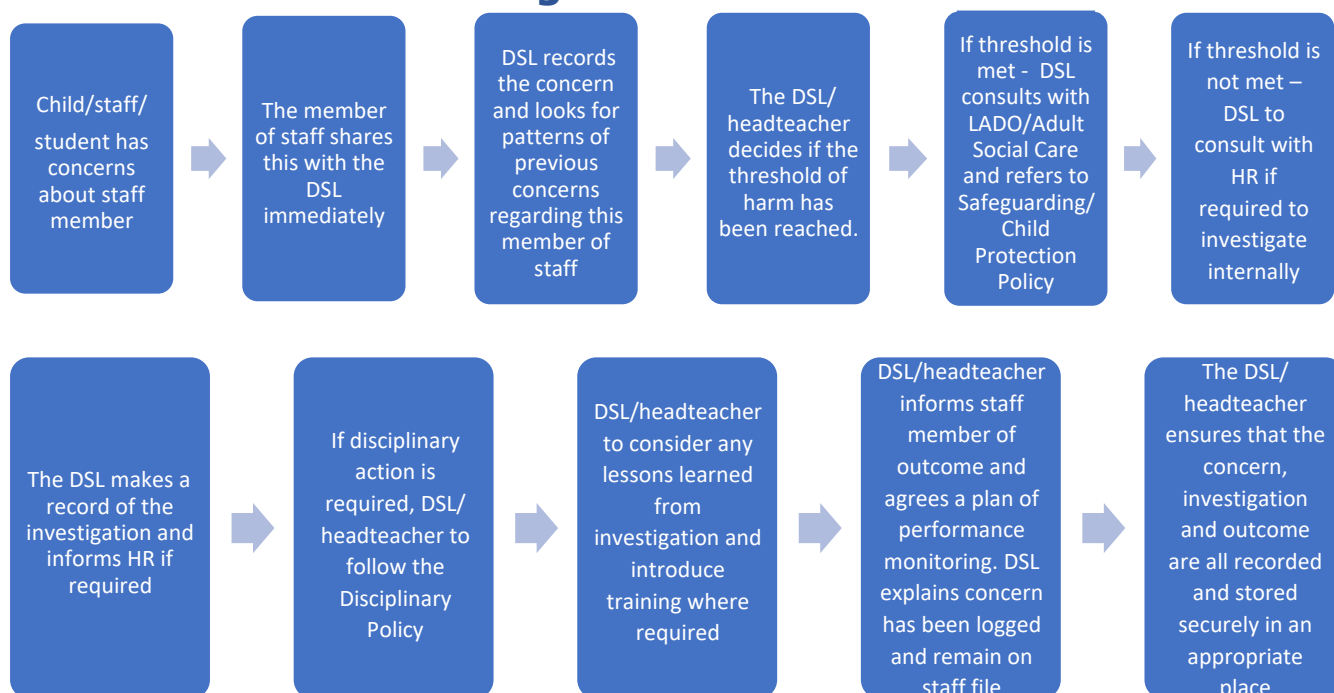 Child/staff/
student has
concerns
about staff
member
The member
of staff shares
this with the
DSL
immediately
DSL records
the concern
and looks for
patterns of
previous
concerns
regarding this
member of
staff
The DSL/
headteacher
decides if the
threshold of
harm has
been reached.
If threshold is
met - DSL
consults with
LADO/Adult
Social Care
and refers to
Safeguarding/
Child
Protection
Policy
If threshold is
not met –
DSL to
consult with
HR if
required to
investigate
internally
The DSL makes a
record of the
investigation and
informs HR if
required
If disciplinary
action is
required, DSL/
headteacher to
follow the
Disciplinary
Policy
DSL/headteacher
to consider any
lessons learned
from
investigation and
introduce
training where
required
DSL/headteacher
informs staff
member of
outcome and
agrees a plan of
performance
monitoring. DSL
explains concern
has been logged
and remain on
staff file
The DSL/
headteacher
ensures that the
concern,
investigation
and outcome
are all recorded
and stored
securely in an
appropriate
place